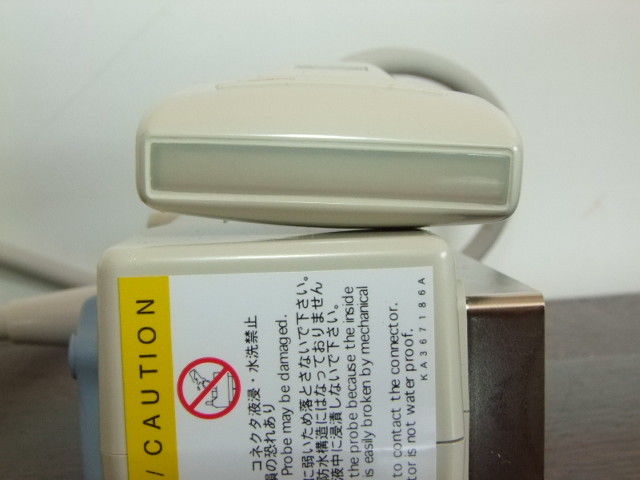 / CAUTION
コネクタ液浸・水洗禁止
損の恐れあり
Probe may be damaged.
に弱いため落とさないで下さい。
防水構造にはなっておりません
液中に浸漬しないで下さい。
the probe because the inside
is easily broken by mechanical
to contact the connector.
tor is not water proof.
KA367186A